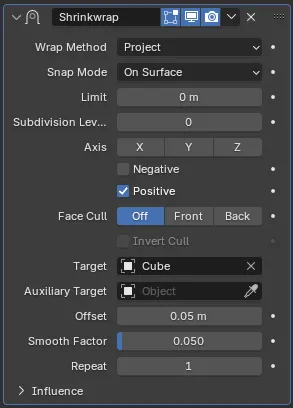 Shrinkwrap
Wrap Method Project
Snap Mode On Surface
Limit 0 m
Subdivision Lev... 0
Axis X Y Z
Negative
Positive
Face Cull Off Front Back
Invert Cull
Target Cube
Auxiliary Target Object
Offset 0.05 m
Smooth Factor 0.050
Repeat 1
Influence